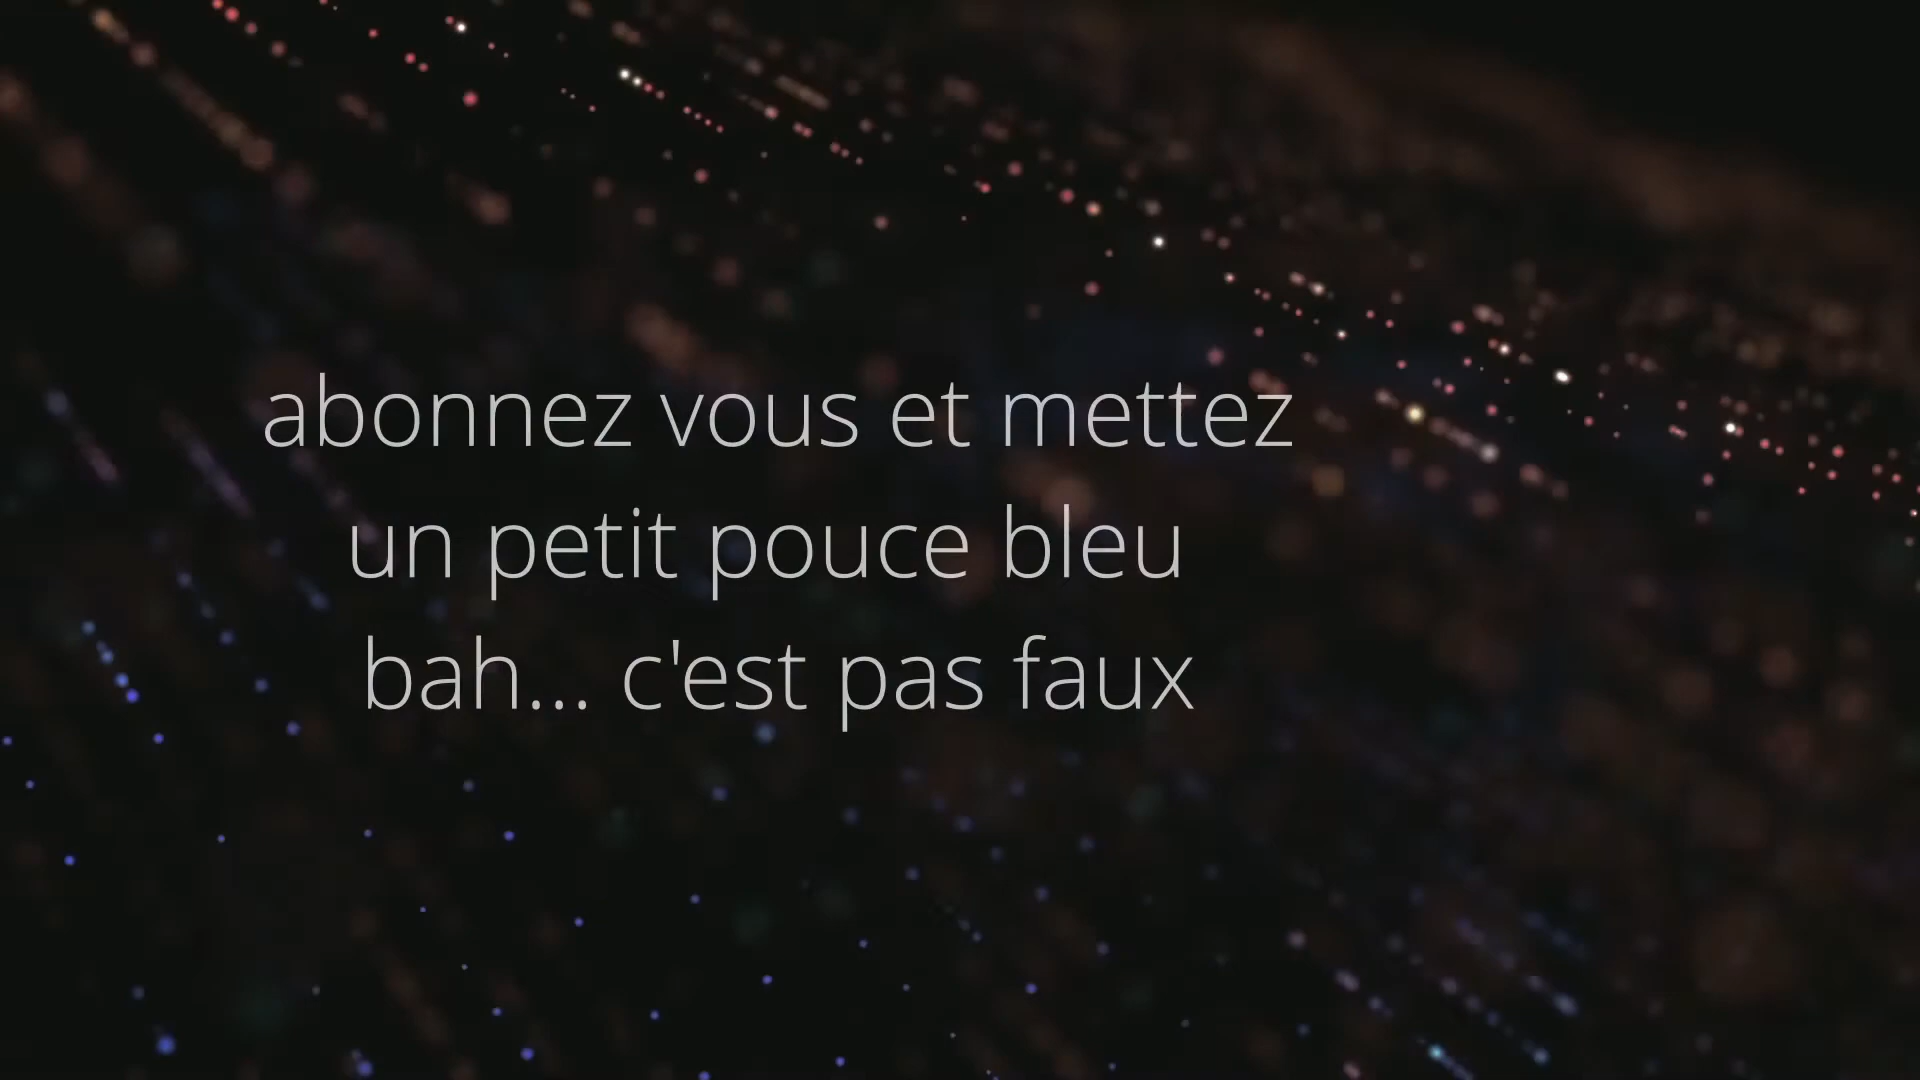 abonnez vous et mettez
un petit pouce bleu
bah... c'est pas faux